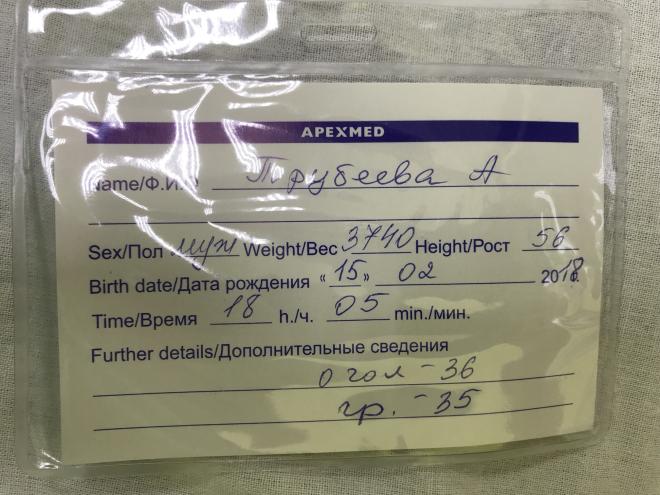 APEXMED
Name/Ф.И.О Трубеева А
Sex/Пол муж Weight/Вес 3740 Height/Рост 56
Birth date/Дата рождения «15» 02 2018г.
Time/Время 18 h./ч. 05 min./мин.
Further details/Дополнительные сведения
О гол - 36
гр. - 35